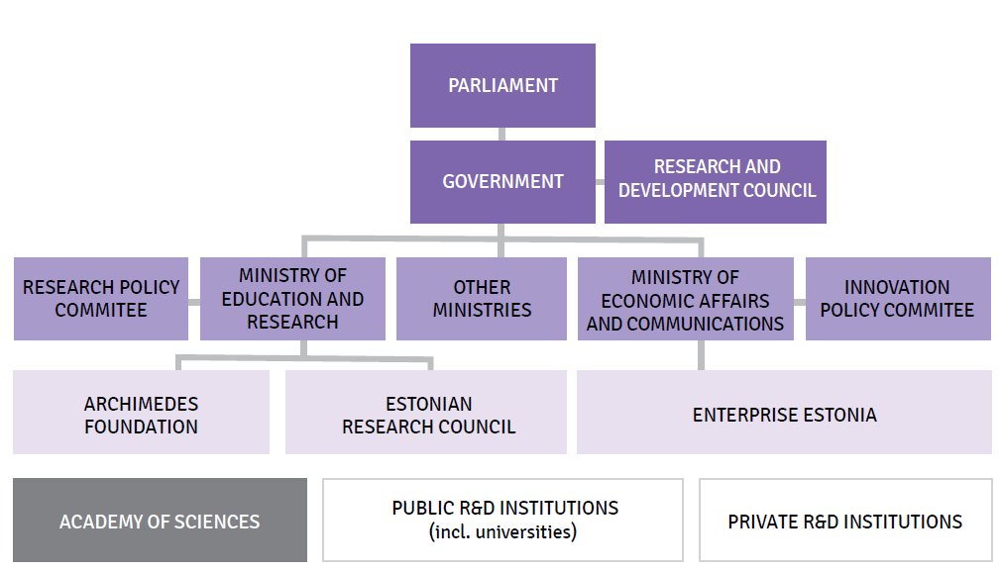 PARLIAMENT
GOVERNMENT
RESEARCH AND
DEVELOPMENT COUNCIL
RESEARCH POLICY
COMMITEE
MINISTRY OF
EDUCATION AND
RESEARCH
OTHER
MINISTRIES
MINISTRY OF
ECONOMIC AFFAIRS
AND COMMUNICATIONS
INNOVATION
POLICY COMMITEE
ARCHIMEDES
FOUNDATION
ESTONIAN
RESEARCH COUNCIL
ENTERPRISE ESTONIA
ACADEMY OF SCIENCES
PUBLIC R&D INSTITUTIONS
(incl. universities)
PRIVATE R&D INSTITUTIONS